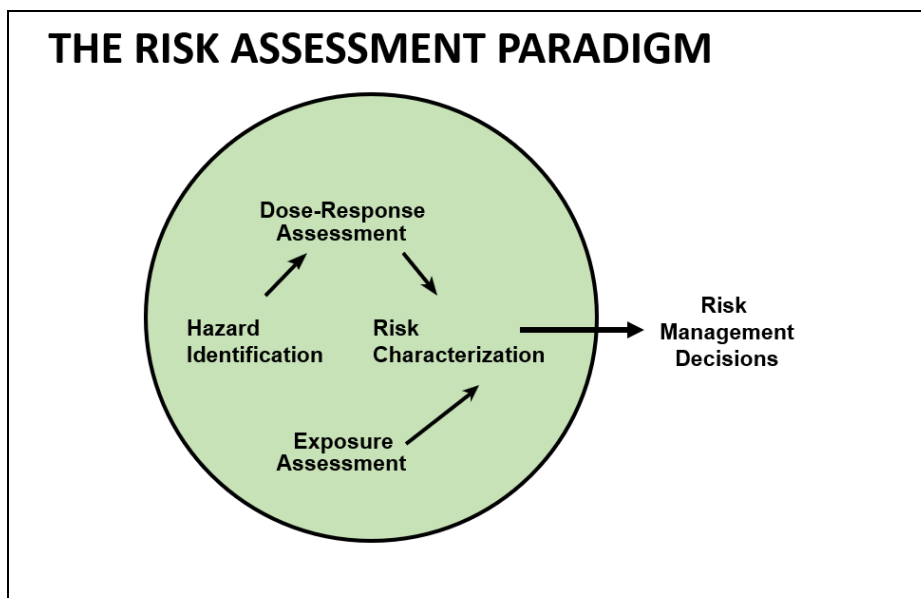 THE RISK ASSESSMENT PARADIGM
Dose-Response
Assessment
Hazard
Identification
Risk
Characterization
Exposure
Assessment
Risk
Management
Decisions